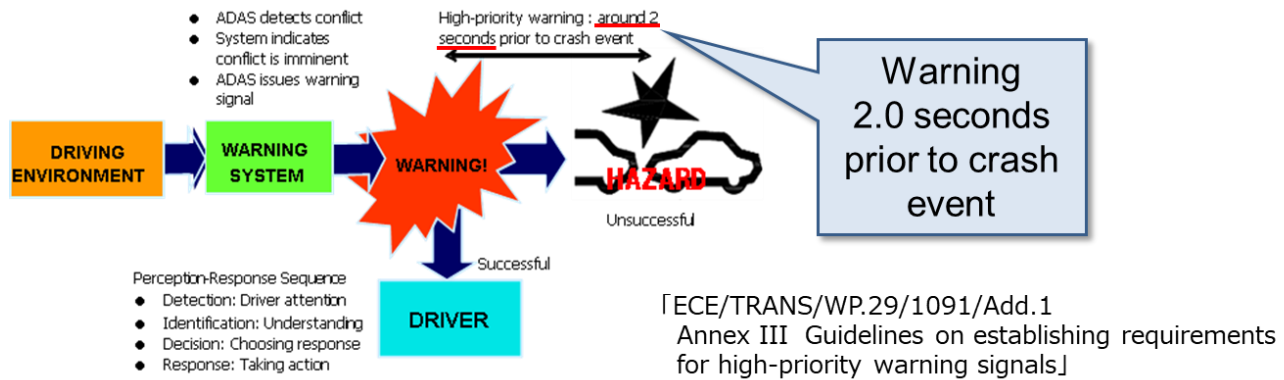 ● ADAS detects conflict
● System indicates
conflict is imminent
● ADAS issues warning
signal
High-priority warning : around 2
seconds prior to crash event
Warning
2.0 seconds
prior to crash
event
DRIVING
ENVIRONMENT
WARNING
SYSTEM
WARNING!
HAZARD
Unsuccessful
Successful
Perception-Response Sequence
● Detection: Driver attention
● Identification: Understanding
● Decision: Choosing response
● Response: Taking action
DRIVER
「ECE/TRANS/WP.29/1091/Add.1
Annex III Guidelines on establishing requirements
for high-priority warning signals」